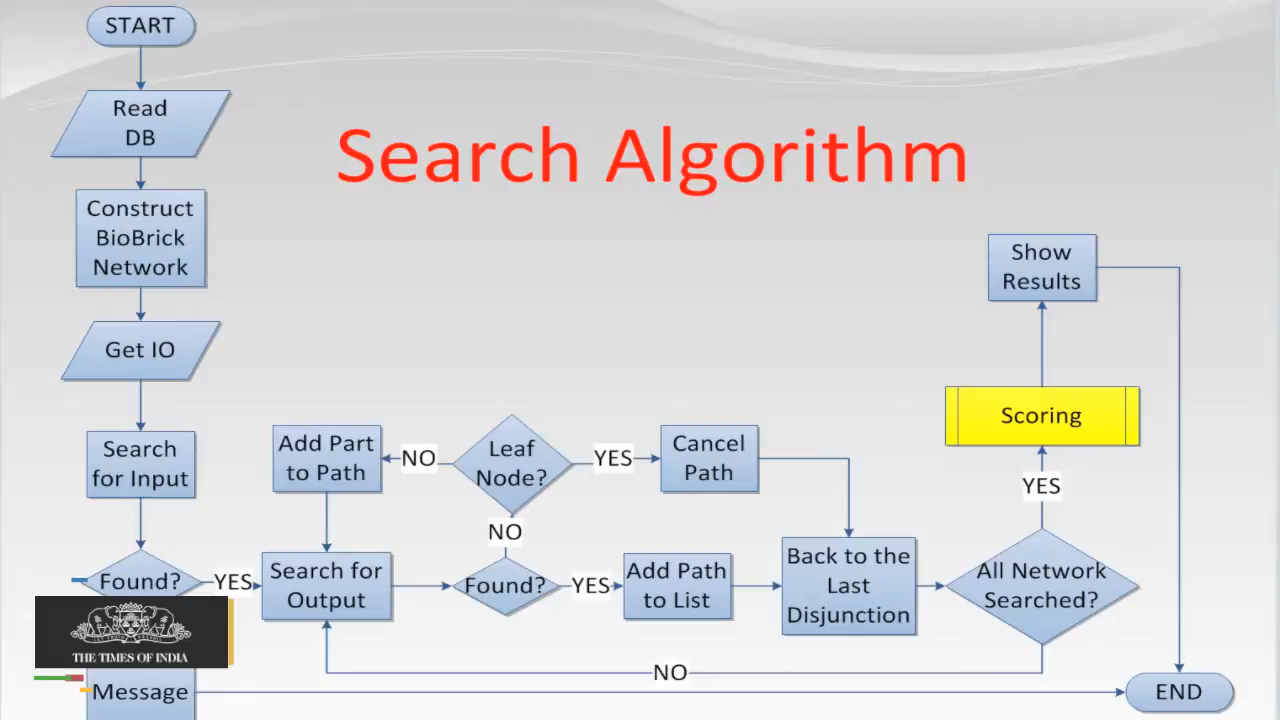 START
Read
DB
Search Algorithm
Construct
BioBrick
Network
Show
Results
Get IO
Scoring
Search
for Input
Add Part
to Path
NO
Leaf
Node?
YES
Cancel
Path
YES
NO
Found?
YES
Search for
Output
Found?
YES
Add Path
to List
Back to the
Last
Disjunction
All Network
Searched?
THE TIMES OF INDIA
NO
Message
END